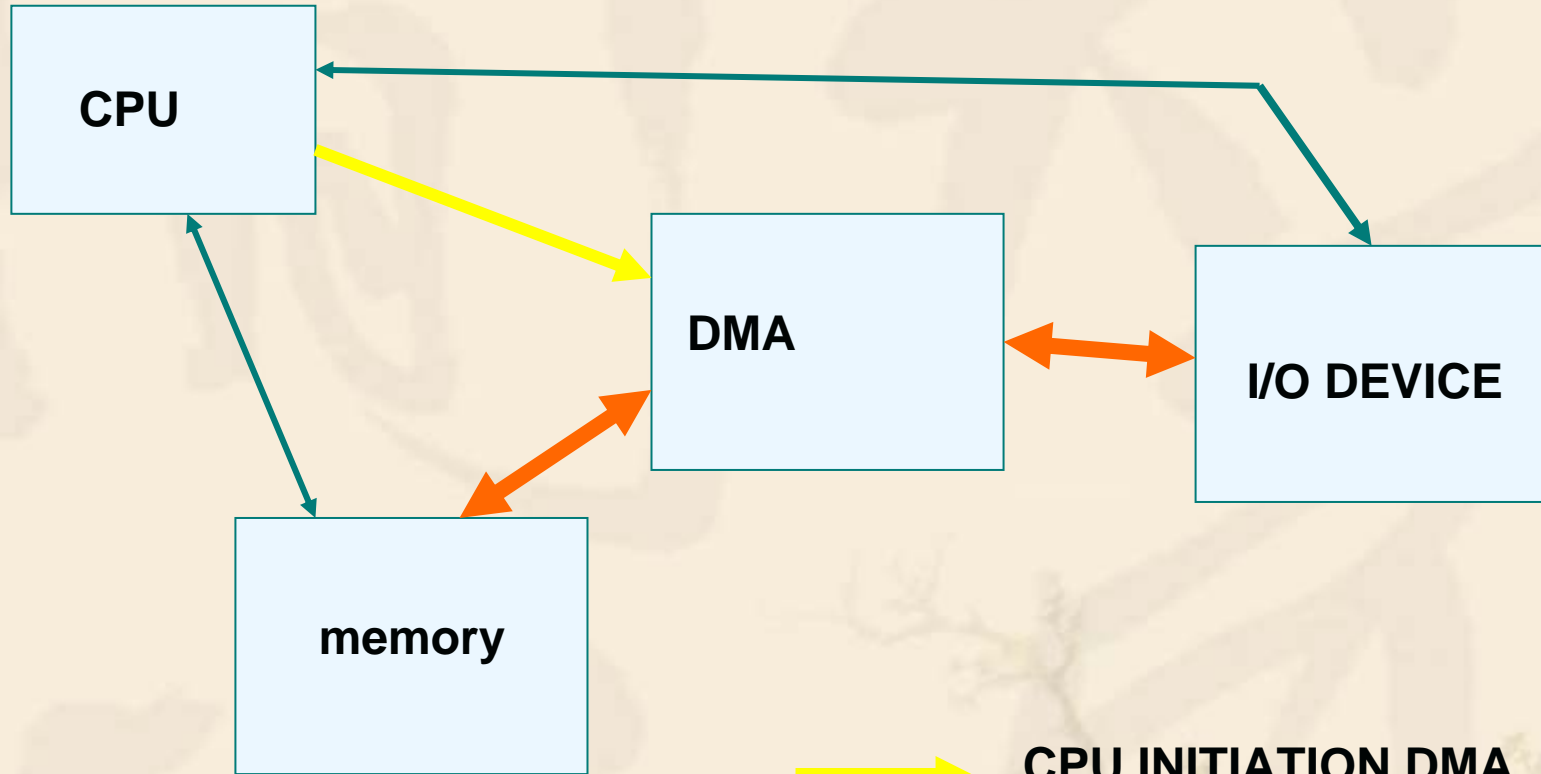 CPU
DMA
I/O DEVICE
memory
CPU INITIATION DMA